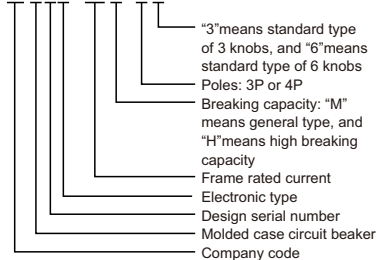 “3”means standard type
of 3 knobs, and “6”means
standard type of 6 knobs
Poles: 3P or 4P
Breaking capacity: “M”
means general type, and
“H”means high breaking
capacity
Frame rated current
Electronic type
Design serial number
Molded case circuit beaker
Company code